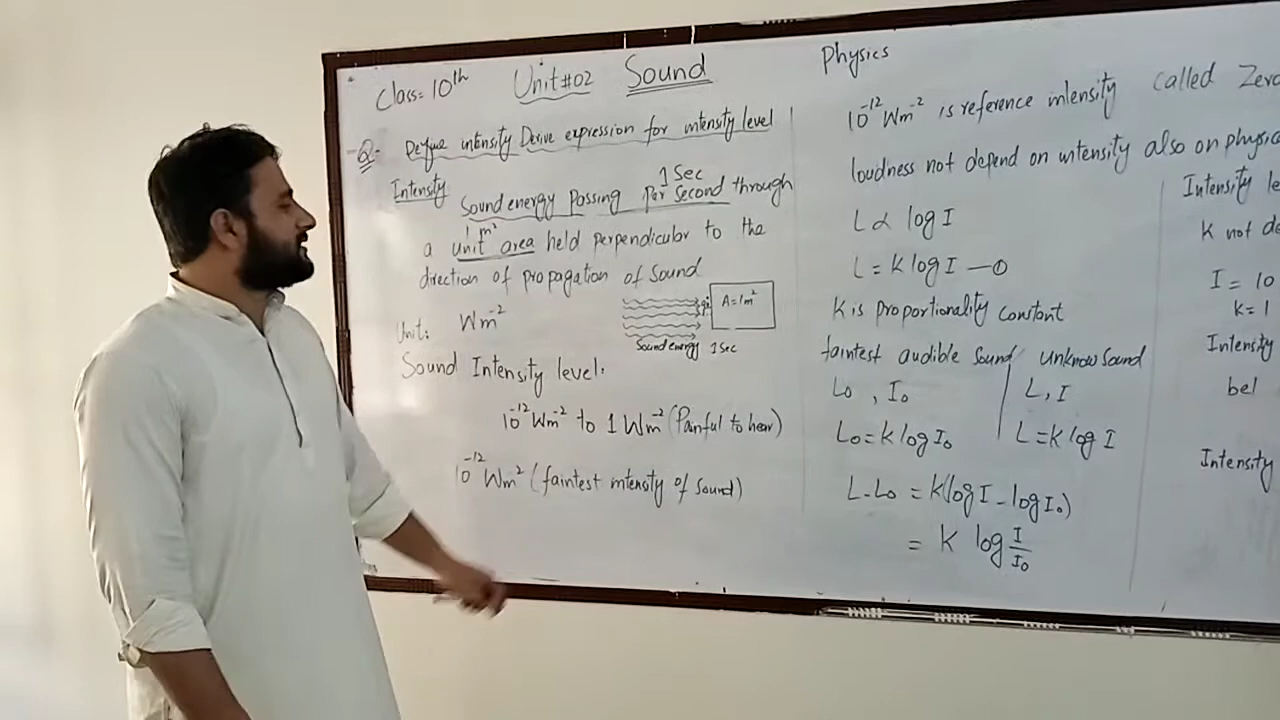 Class= 10th Unit#02 Sound Physics
Q- Define intensity Derive expression for intensity level
Intensity
1 Sec
Sound energy Passing Per Second through
1 m²
a unit area held perpendicular to the
direction of propagation of Sound
A=1m²
Unit: Wm⁻²
Sound energy 1Sec
Sound Intensity level:
10⁻¹² Wm⁻² to 1 Wm⁻² (Painful to hear)
10⁻¹² Wm⁻² (faintest intensity of Sound)
10⁻¹² Wm⁻² is reference intensity called Zero
loudness not depend on intensity also on physic
L α log I
L = K log I —①
K is proportionality constant
faintest audible Sound
L₀ , I₀
L₀=K log I₀
unknow Sound
L, I
L=K log I
L-L₀ = K(log I - log I₀)
= K log I/I₀
Intensity le
K not de
I = 10
k= 1
Intensity
bel
Intensity